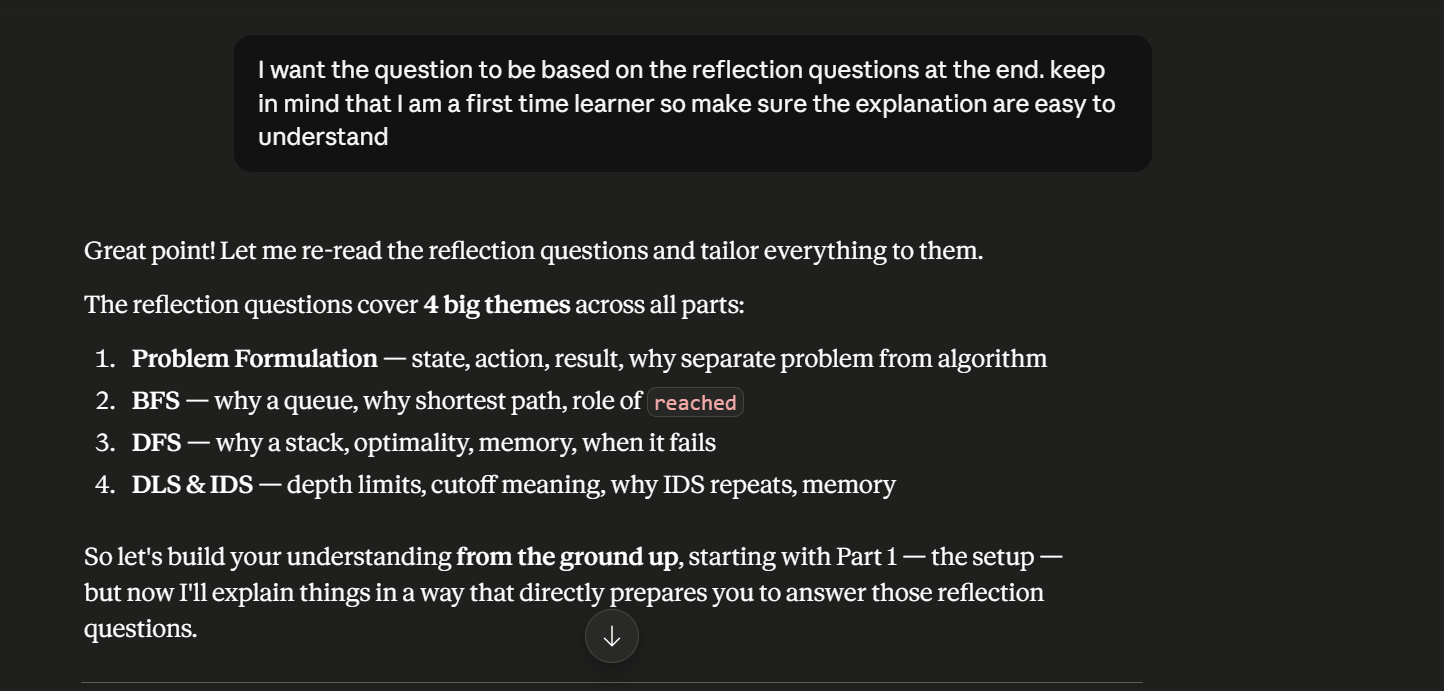 I want the question to be based on the reflection questions at the end. keep
in mind that I am a first time learner so make sure the explanation are easy to
understand
Great point! Let me re-read the reflection questions and tailor everything to them.
The reflection questions cover 4 big themes across all parts:
1. Problem Formulation — state, action, result, why separate problem from algorithm
2. BFS — why a queue, why shortest path, role of reached
3. DFS — why a stack, optimality, memory, when it fails
4. DLS & IDS — depth limits, cutoff meaning, why IDS repeats, memory
So let's build your understanding from the ground up, starting with Part 1 — the setup —
but now I'll explain things in a way that directly prepares you to answer those reflection
questions.